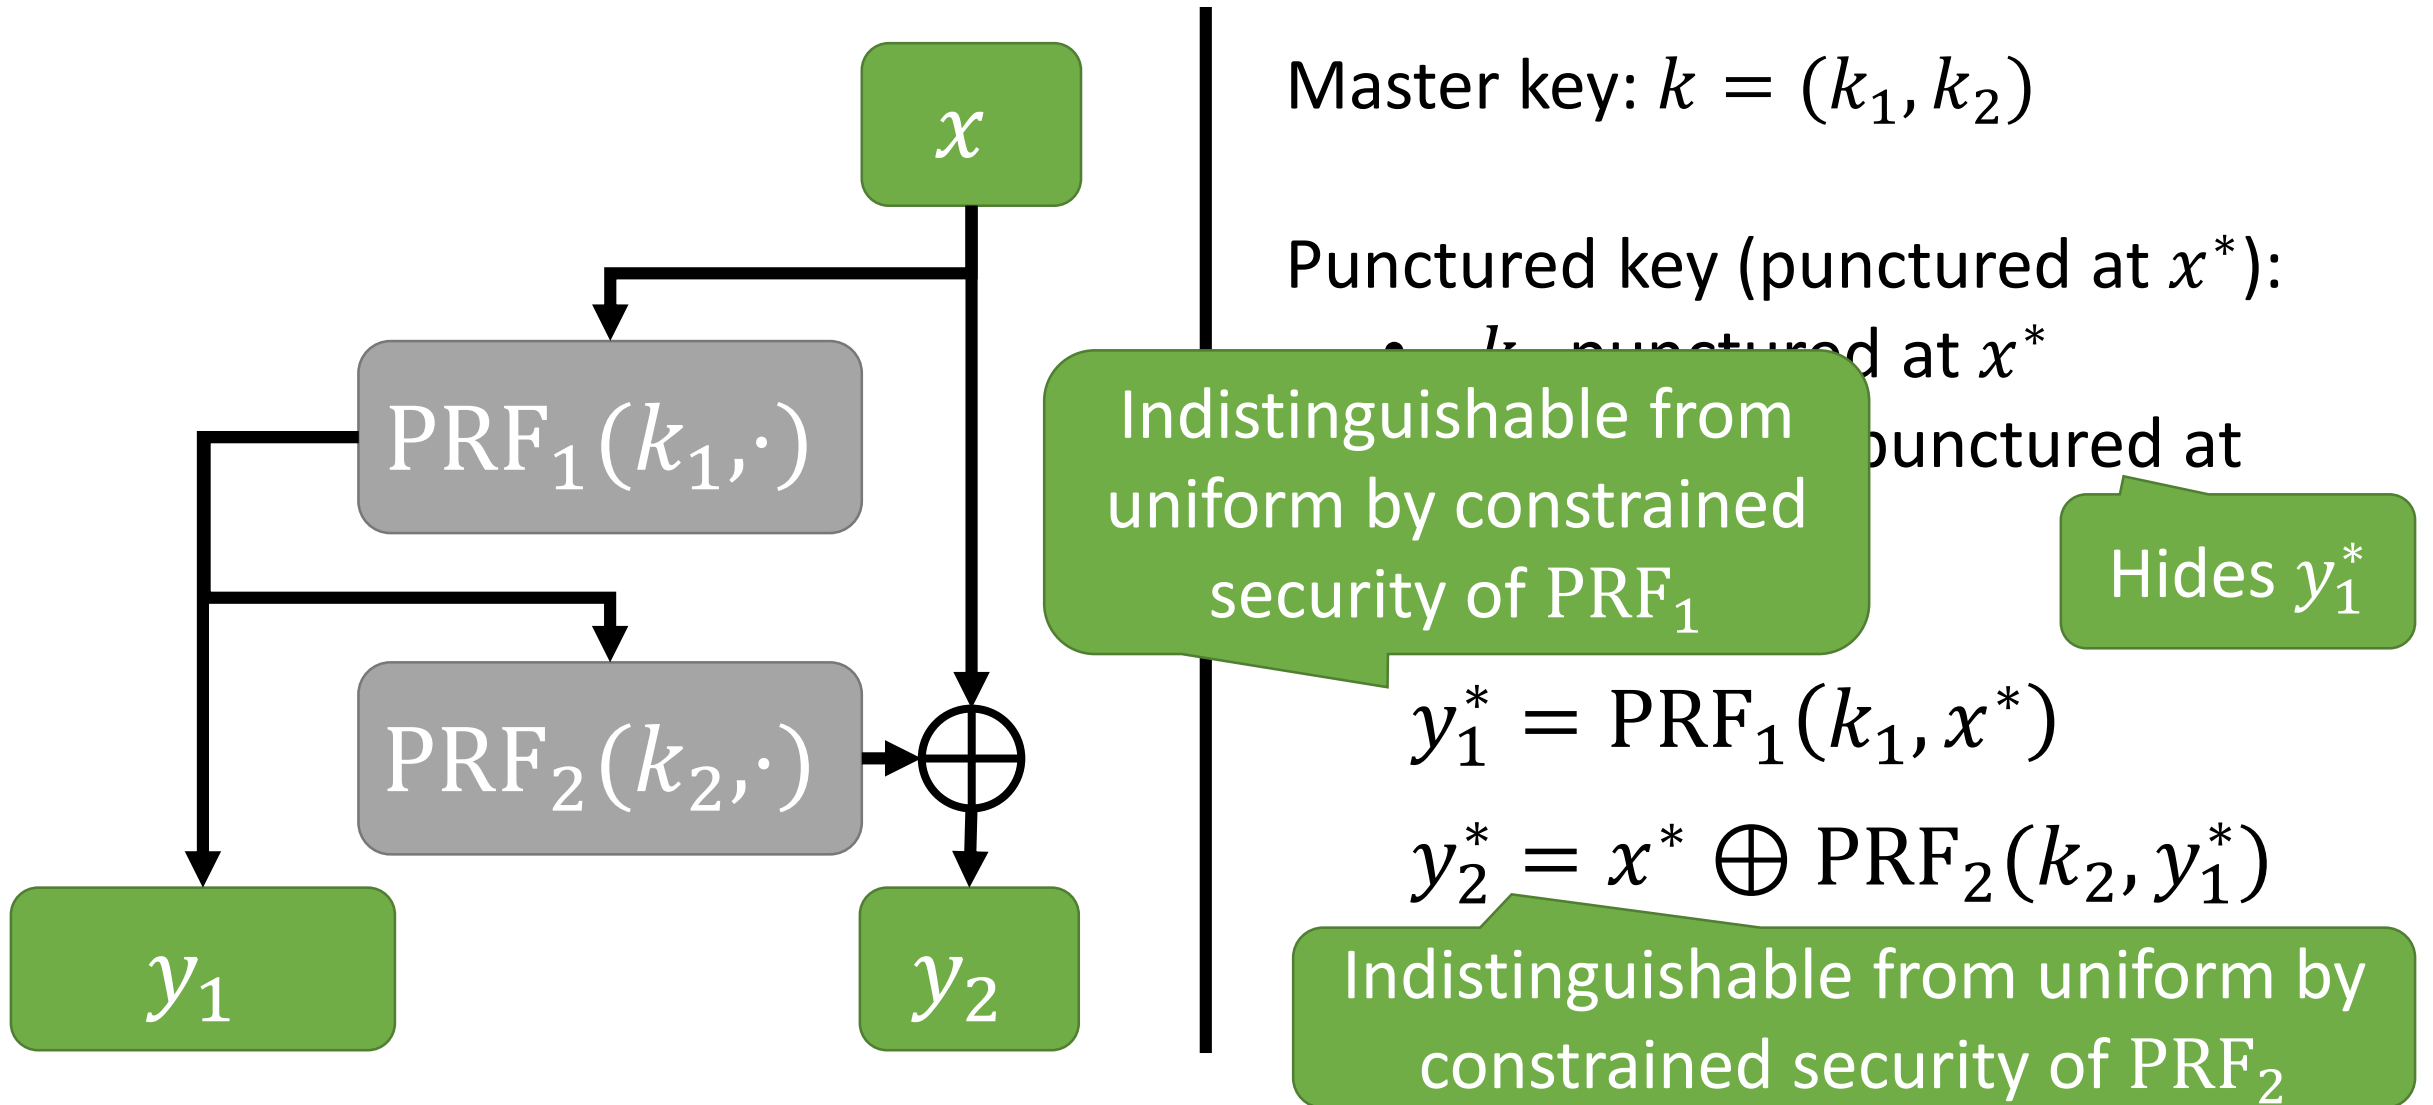 x
PRF₁(k₁,·)
PRF₂(k₂,·)
y₁
y₂
Master key: k = (k₁, k₂)
Punctured key (punctured at x*):
• punctured at x*
punctured at
Indistinguishable from
uniform by constrained
security of PRF₁
Hides y₁*
y₁* = PRF₁(k₁, x*)
y₂* = x* ⊕ PRF₂(k₂, y₁*)
Indistinguishable from uniform by
constrained security of PRF₂